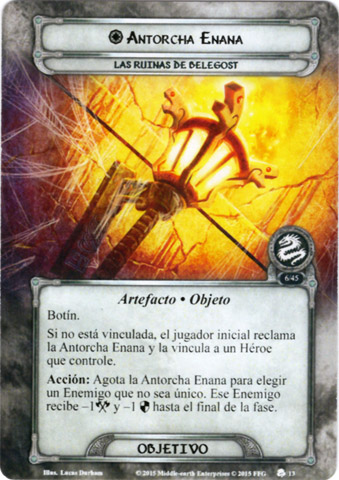 Antorcha Enana
Las Ruinas de Belegost
6/45
Artefacto • Objeto
Botín.
Si no está vinculada, el jugador inicial reclama
la Antorcha Enana y la vincula a un Héroe
que controle.
Acción: Agota la Antorcha Enana para elegir
un Enemigo que no sea único. Ese Enemigo
recibe –1 y –1 hasta el final de la fase.
Objetivo
Illus. Lucas Durham
©2015 Middle-earth Enterprises ©2015 FFG
13